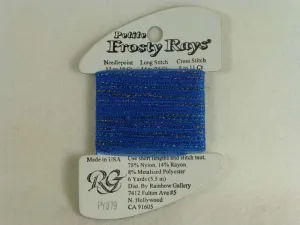 Petite
Frosty Rays®
Needlepoint Long Stitch Cross Stitch
Made in USA
Use short lengths and stitch taut.
78% Nylon, 14% Rayon
8% Metalized Polyester
6 Yards (5.5 m)
Dist. By Rainbow Gallery
7412 Fulton Ave #5
N. Hollywood
CA 91605
RG
PY079